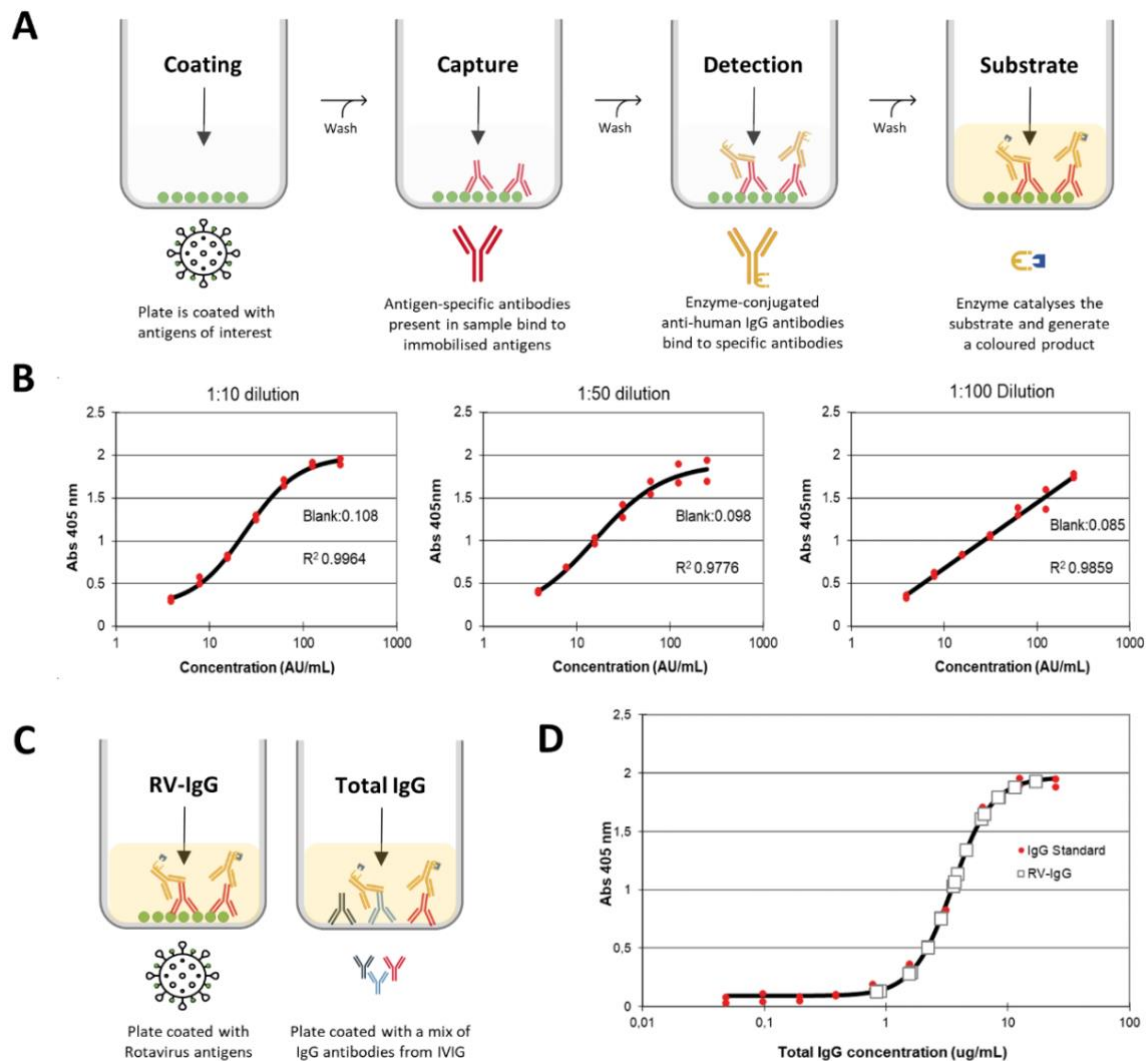 A
Coating
Capture
Detection
Substrate
Wash
Wash
Wash
Plate is coated with
antigens of interest
Antigen-specific antibodies
present in sample bind to
immobilised antigens
Enzyme-conjugated
anti-human IgG antibodies
bind to specific antibodies
Enzyme catalyses the
substrate and generate
a coloured product
B
1:10 dilution
2.5
2
1.5
1
0.5
0
Abs 405 nm
Blank:0.108
R² 0.9964
1
10
100
1000
Concentration (AU/mL)
1:50 dilution
2.5
2
1.5
1
0.5
0
Abs 405nm
Blank:0.098
R² 0.9776
1
10
100
1000
Concentration (AU/mL)
1:100 Dilution
2.5
2
1.5
1
0.5
0
Abs 405 nm
Blank:0.085
R² 0.9859
1
10
100
1000
Concentration (AU/mL)
C
RV-IgG
Total IgG
Plate coated with
Rotavirus antigens
Plate coated with a mix of
IgG antibodies from IVIG
D
2.5
2
1.5
1
0.5
0
Abs 405 nm
IgG Standard
RV-IgG
0,01
0,1
1
10
100
Total IgG concentration (ug/mL)